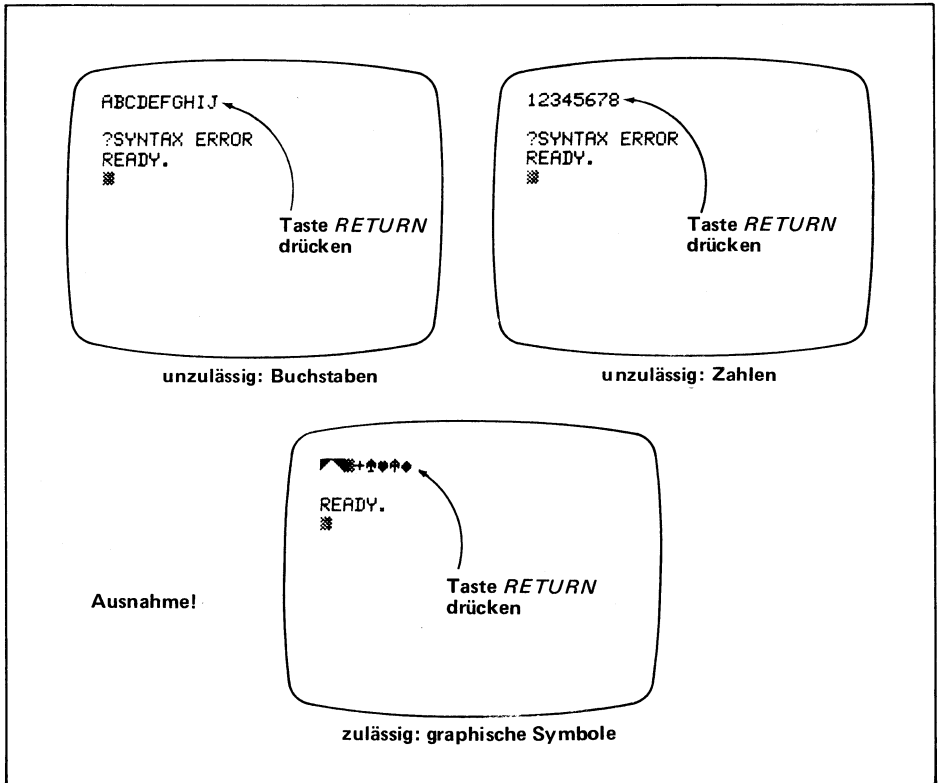 ABCDEFGHIJ
?SYNTAX ERROR
READY.
Taste RETURN
drücken
unzulässig: Buchstaben
12345678
?SYNTAX ERROR
READY.
Taste RETURN
drücken
unzulässig: Zahlen
◤◥▒+♠♥♣♦
READY.
Taste RETURN
drücken
Ausnahme!
zulässig: graphische Symbole